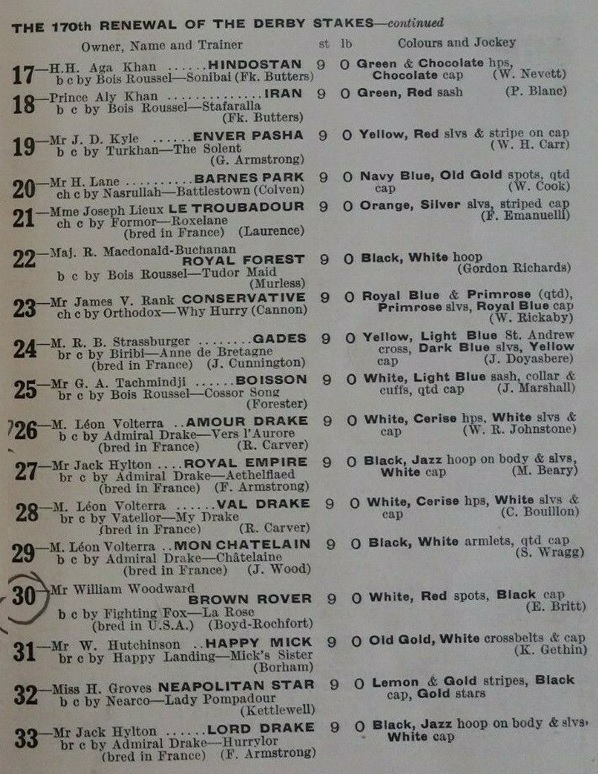 THE 170th RENEWAL OF THE DERBY STAKES—continued
Owner, Name and Trainer st lb Colours and Jockey
17—H.H. Aga Khan ......HINDOSTAN 9 0 Green & Chocolate hps,
b c by Bois Roussel—Sonibai (Fk. Butters) Chocolate cap (W. Nevett)
18—Prince Aly Khan .............IRAN 9 0 Green, Red sash (P. Blanc)
b c by Bois Roussel—Stafaralla
(Fk. Butters)
19—Mr J. D. Kyle ......ENVER PASHA 9 0 Yellow, Red slvs & stripe on cap
b c by Turkhan—The Solent (W. H. Carr)
(G. Armstrong)
20—Mr H. Lane ..........BARNES PARK 9 0 Navy Blue, Old Gold spots, qtd
ch c by Nasrullah—Battlestown (Colven) cap (W. Cook)
21—Mme Joseph Lieux LE TROUBADOUR 9 0 Orange, Silver slvs, striped cap
ch c by Formor—Roxelane (F. Emanuelli)
(bred in France) (Laurence)
22—Maj. R. Macdonald-Buchanan
ROYAL FOREST 9 0 Black, White hoop
b c by Bois Roussel—Tudor Maid (Gordon Richards)
(Murless)
23—Mr James V. Rank CONSERVATIVE 9 0 Royal Blue & Primrose (qtd),
ch c by Orthodox—Why Hurry (Cannon) Primrose slvs, Royal Blue cap
(W. Rickaby)
24—M. R. B. Strassburger ........GADES 9 0 Yellow, Light Blue St. Andrew
br c by Biribi—Anne de Bretagne cross, Dark Blue slvs, Yellow
(bred in France) (J. Cunnington) cap (J. Doyasbere)
25—Mr G. A. Tachmindji ......BOISSON 9 0 White, Light Blue sash, collar &
br c by Bois Roussel—Cossor Song cuffs, qtd cap (J. Marshall)
(Forester)
26—M. Léon Volterra ..AMOUR DRAKE 9 0 White, Cerise hps, White slvs &
b c by Admiral Drake—Vers l'Aurore cap (W. R. Johnstone)
(bred in France) (R. Carver)
27—Mr Jack Hylton ....ROYAL EMPIRE 9 0 Black, Jazz hoop on body & slvs,
b c by Admiral Drake—Aethelflaed White cap (M. Beary)
(bred in France) (F. Armstrong)
28—M. Léon Volterra ......VAL DRAKE 9 0 White, Cerise hps, White slvs &
br c by Vatellor—My Drake cap (C. Bouillon)
(bred in France) (R. Carver)
29—M. Léon Volterra ..MON CHATELAIN 9 0 Black, White armlets, qtd cap
b c by Admiral Drake—Châtelaine (S. Wragg)
(bred in France) (J. Wood)
30—Mr William Woodward
BROWN ROVER 9 0 White, Red spots, Black cap
b c by Fighting Fox—La Rose (E. Britt)
(bred in U.S.A.) (Boyd-Rochfort)
31—Mr W. Hutchinson ..HAPPY MICK 9 0 Old Gold, White crossbelts & cap
br c by Happy Landing—Mick's Sister (K. Gethin)
(Borham)
32—Miss H. Groves NEAPOLITAN STAR 9 0 Lemon & Gold stripes, Black
b c by Nearco—Lady Pompadour cap, Gold stars
(Kettlewell)
33—Mr Jack Hylton ......LORD DRAKE 9 0 Black, Jazz hoop on body & slvs,
br c by Admiral Drake—Hurrylor White cap
(bred in France) (F. Armstrong)